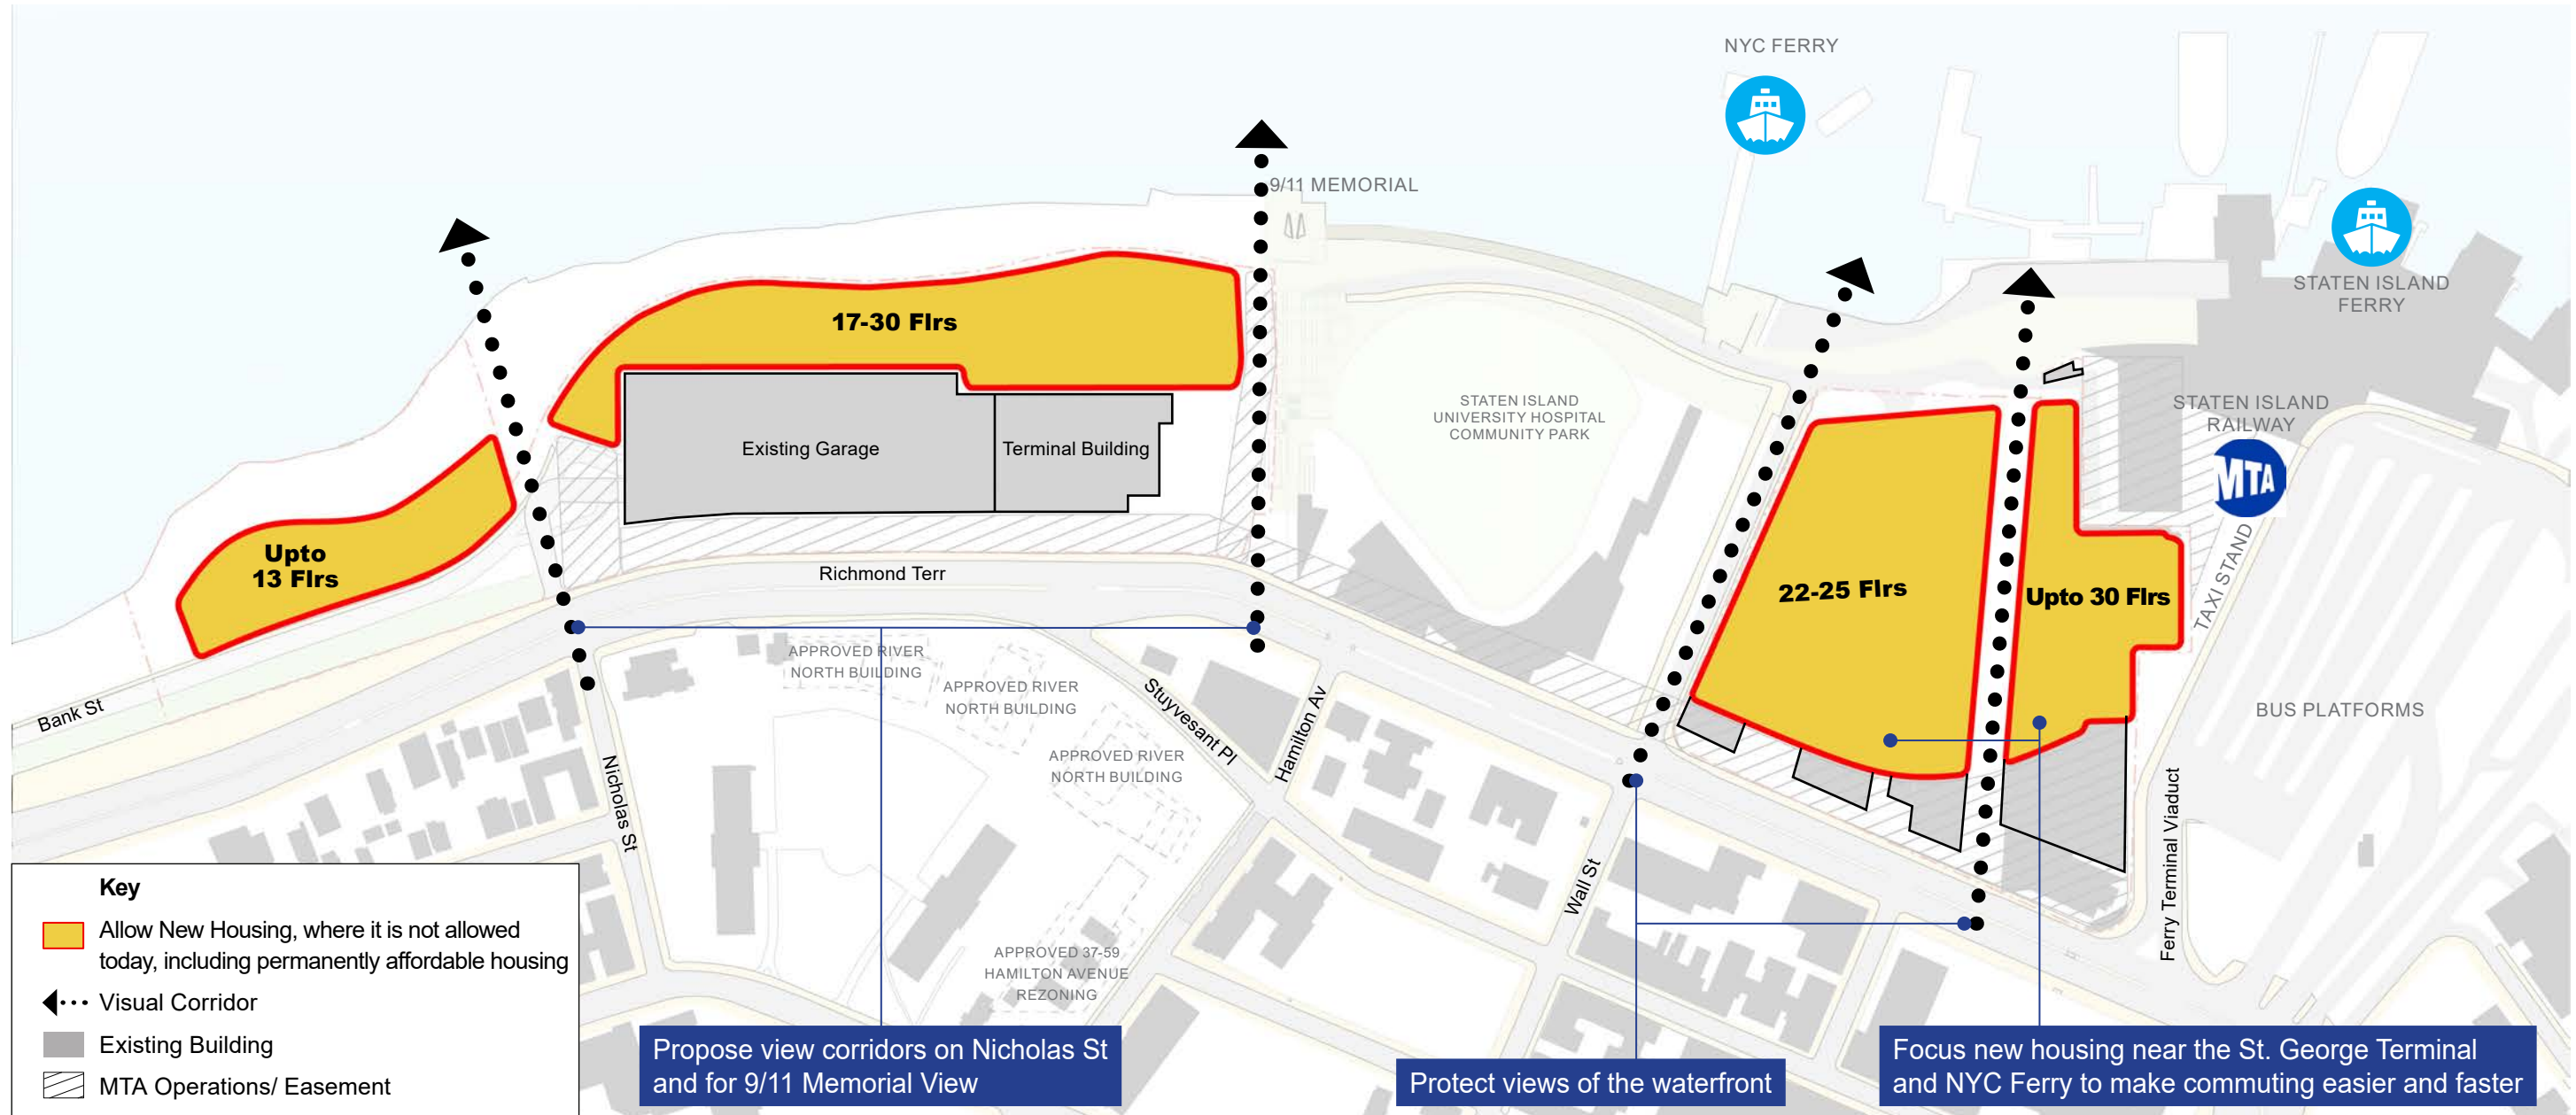 NYC FERRY
9/11 MEMORIAL
STATEN ISLAND
FERRY
17-30 Flrs
STATEN ISLAND
UNIVERSITY HOSPITAL
COMMUNITY PARK
STATEN ISLAND
RAILWAY
MTA
Existing Garage
Terminal Building
Upto
13 Flrs
Richmond Terr
22-25 Flrs
Upto 30 Flrs
TAXI STAND
APPROVED RIVER
NORTH BUILDING
APPROVED RIVER
NORTH BUILDING
APPROVED RIVER
NORTH BUILDING
Stuyvesant Pl
Hamilton Av
Bank St
Nicholas St
BUS PLATFORMS
Wall St
Ferry Terminal Viaduct
APPROVED 37-59
HAMILTON AVENUE
REZONING
Key
Allow New Housing, where it is not allowed
today, including permanently affordable housing
Visual Corridor
Existing Building
MTA Operations/ Easement
Propose view corridors on Nicholas St
and for 9/11 Memorial View
Protect views of the waterfront
Focus new housing near the St. George Terminal
and NYC Ferry to make commuting easier and faster